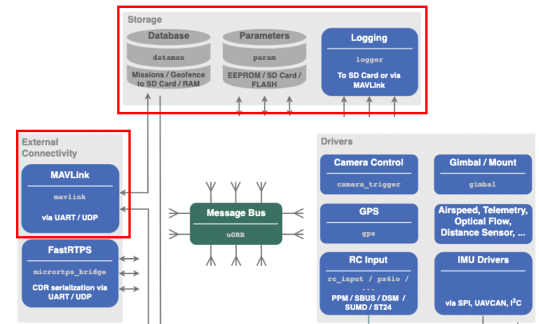 Storage
Database
dataman
Missions / Geofence
to SD Card / RAM
Parameters
param
EEPROM / SD Card /
FLASH
Logging
logger
To SD Card or via
MAVLink
External
Connectivity
MAVLink
mavlink
via UART / UDP
FastRTPS
micrortps_bridge
CDR serialization via
UART / UDP
Message Bus
uORB
Drivers
Camera Control
camera_trigger
Gimbal / Mount
gimbal
GPS
gps
Airspeed, Telemetry,
Optical Flow,
Distance Sensor, ...
RC Input
rc_input / px4io /
...
PPM / SBUS / DSM /
SUMD / ST24
IMU Drivers
via SPI, UAVCAN, I²C